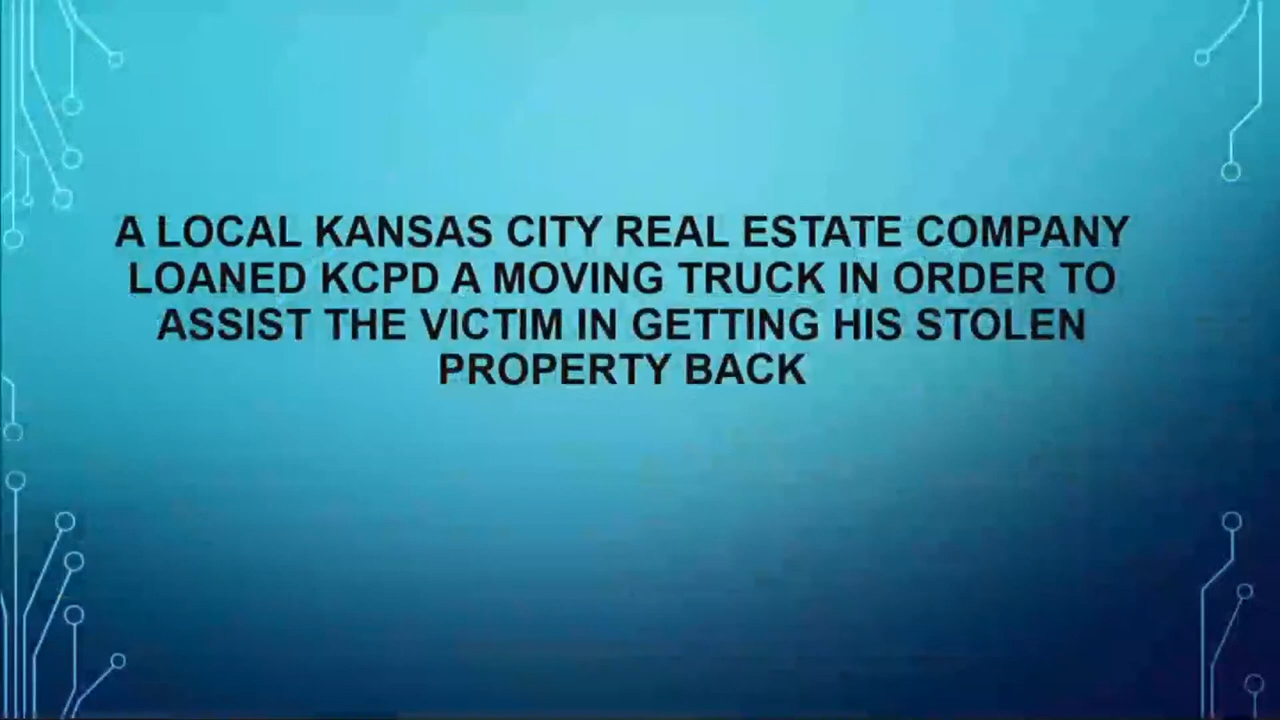 A LOCAL KANSAS CITY REAL ESTATE COMPANY
LOANED KCPD A MOVING TRUCK IN ORDER TO
ASSIST THE VICTIM IN GETTING HIS STOLEN
PROPERTY BACK